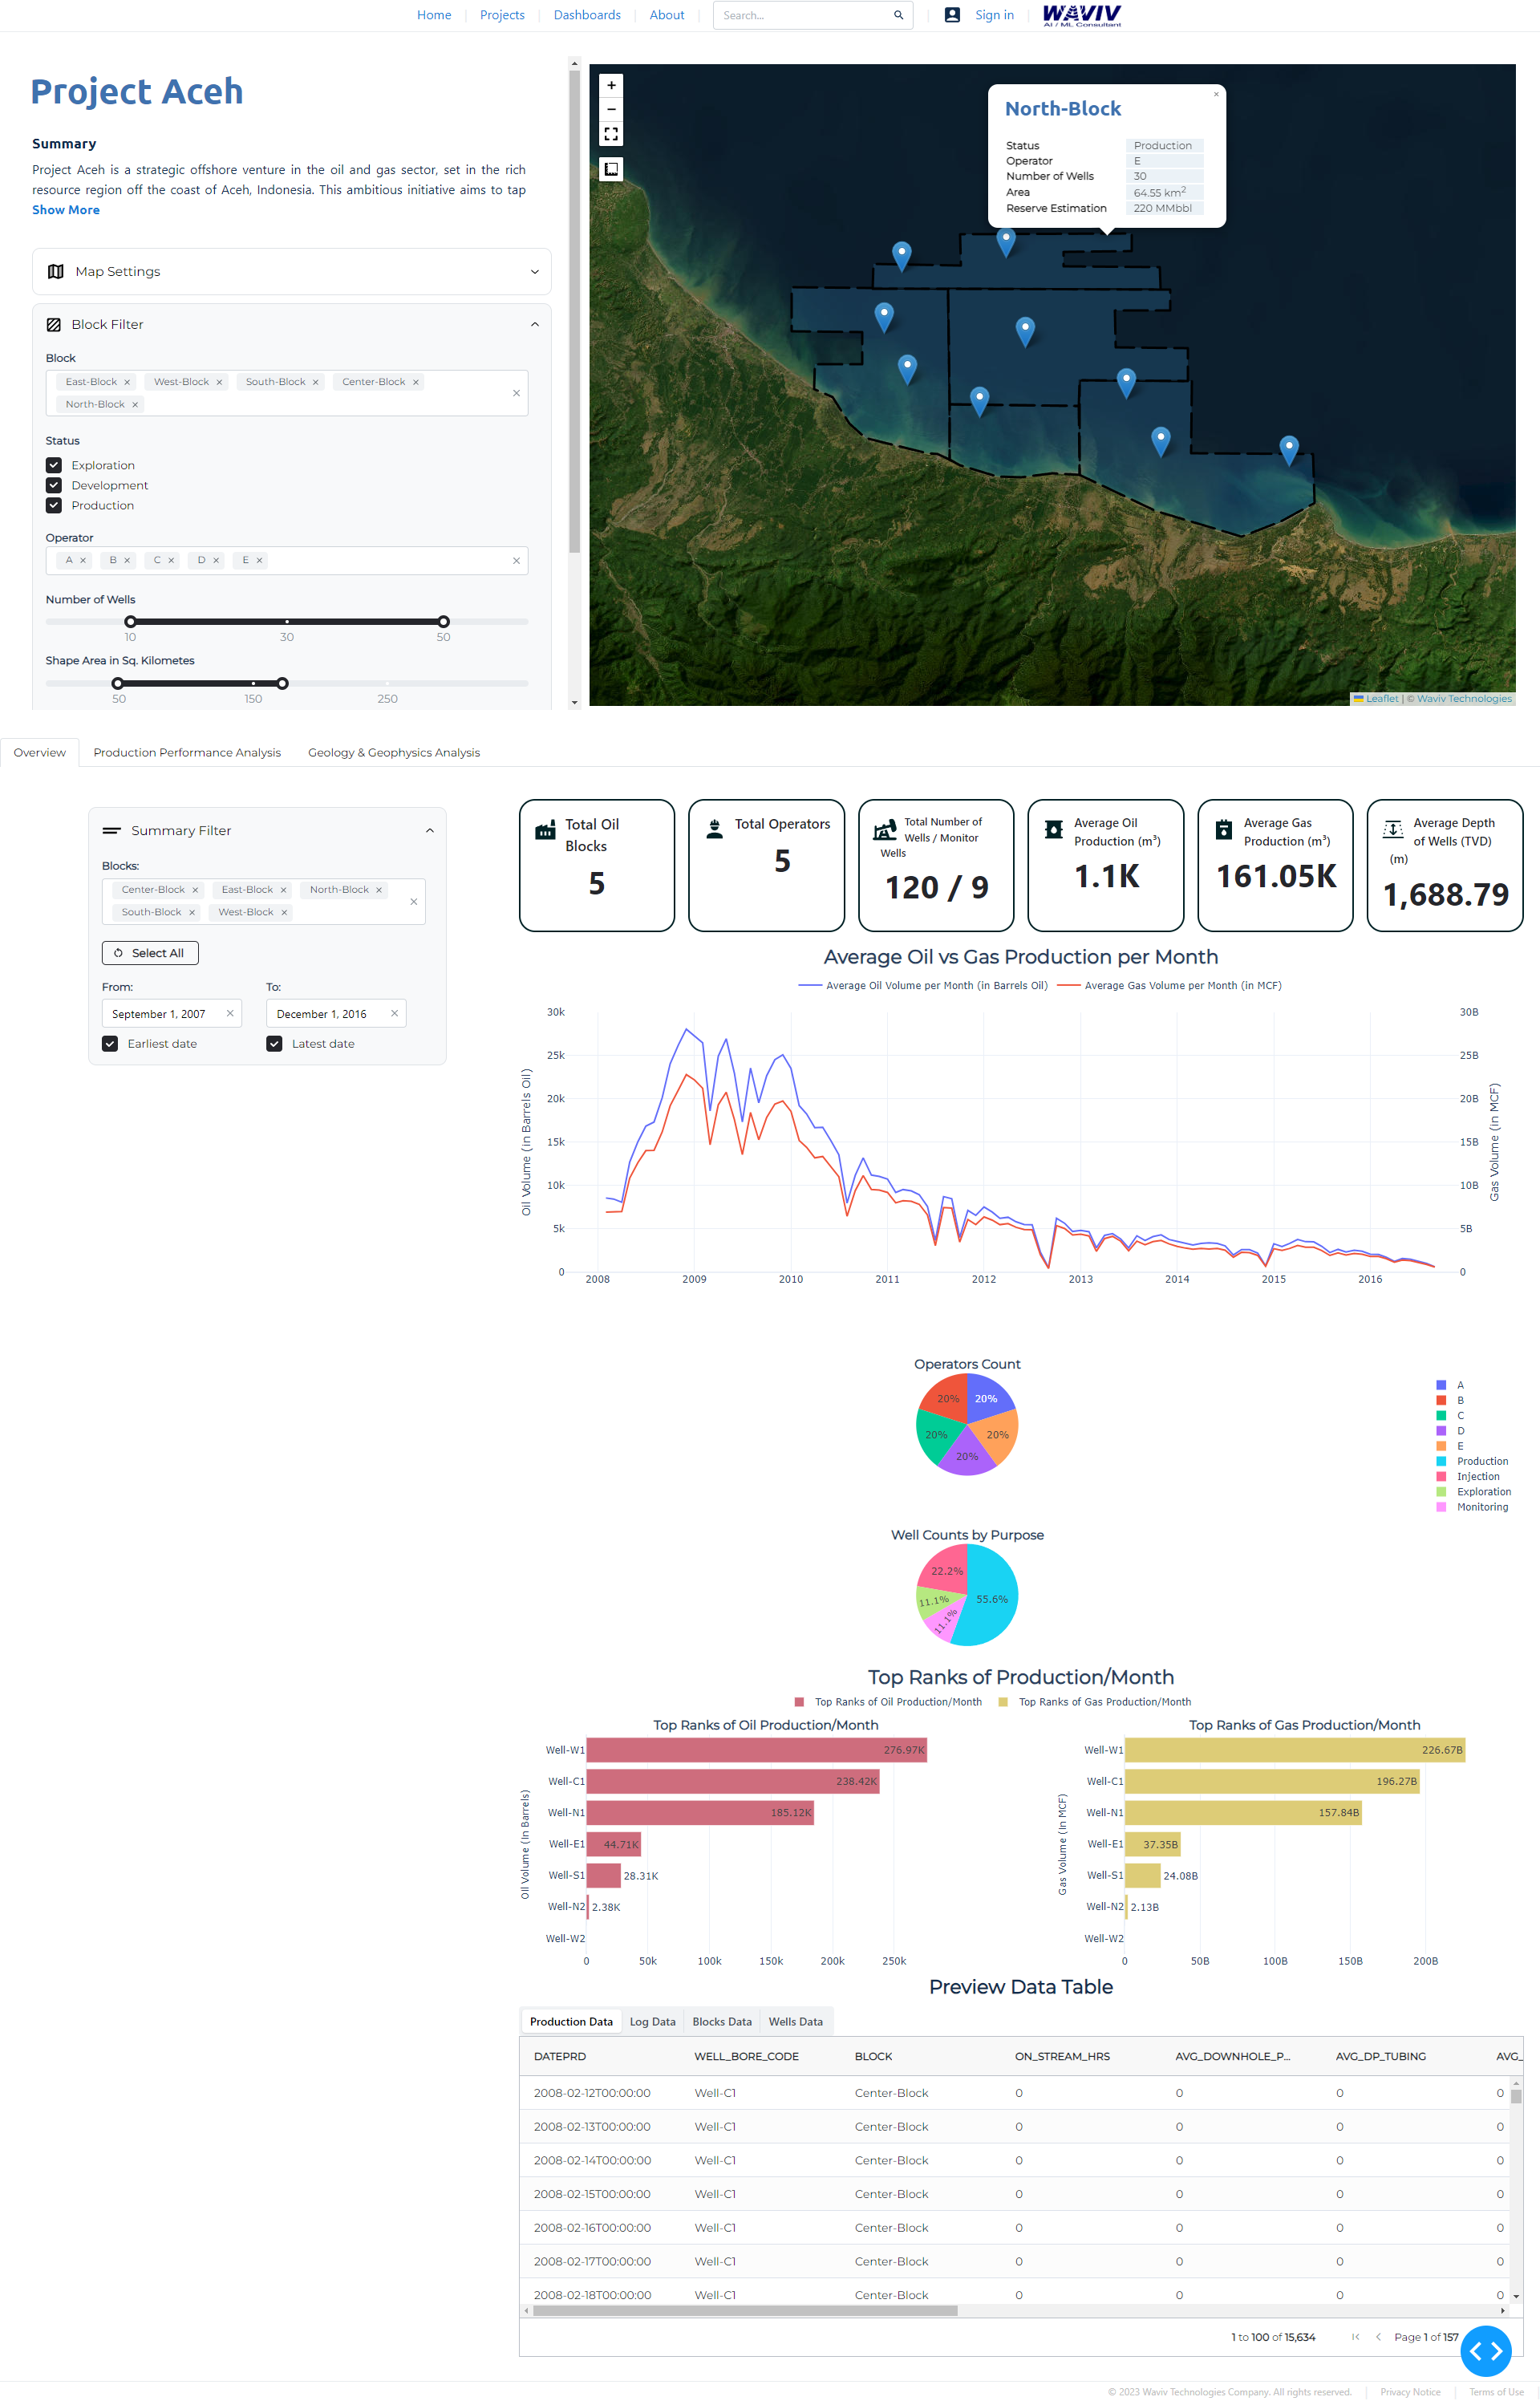 Home
Projects
Dashboards
About
Search...
Sign in
WAVIV
AI / ML Consultant
Project Aceh
Summary
Project Aceh is a strategic offshore venture in the oil and gas sector, set in the rich
resource region off the coast of Aceh, Indonesia. This ambitious initiative aims to tap
Show More
Map Settings
Block Filter
Block
East-Block × West-Block × South-Block × Center-Block ×
North-Block ×
Status
Exploration
Development
Production
Operator
A × B × C × D × E ×
Number of Wells
10 30 50
Shape Area in Sq. Kilometes
50 150 250
+
−
North-Block
×
Status Production
Operator E
Number of Wells 30
Area 64.55 km²
Reserve Estimation 220 MMbbl
Leaflet | © Waviv Technologies
Overview
Production Performance Analysis
Geology & Geophysics Analysis
Summary Filter
Blocks:
Center-Block × East-Block × North-Block ×
South-Block × West-Block ×
Select All
From: To:
September 1, 2007 × December 1, 2016 ×
Earliest date Latest date
Total Oil
Blocks
5
Total Operators
5
Total Number of
Wells / Monitor
Wells
120 / 9
Average Oil
Production (m³)
1.1K
Average Gas
Production (m³)
161.05K
Average Depth
of Wells (TVD)
(m)
1,688.79
Average Oil vs Gas Production per Month
Average Oil Volume per Month (in Barrels Oil) Average Gas Volume per Month (in MCF)
Oil Volume (in Barrels Oil)
30k
25k
20k
15k
10k
5k
0
30B
25B
20B
15B
10B
5B
0
Gas Volume (in MCF)
2008 2009 2010 2011 2012 2013 2014 2015 2016
Operators Count
20% 20%
20% 20%
20%
A
B
C
D
E
Production
Injection
Exploration
Monitoring
Well Counts by Purpose
22.2%
55.6%
11.1%
11.1%
Top Ranks of Production/Month
Top Ranks of Oil Production/Month Top Ranks of Gas Production/Month
Top Ranks of Oil Production/Month
Oil Volume (In Barrels)
Well-W1 276.97K
Well-C1 238.42K
Well-N1 185.12K
Well-E1 44.71K
Well-S1 28.31K
Well-N2 2.38K
Well-W2
0 50k 100k 150k 200k 250k
Top Ranks of Gas Production/Month
Gas Volume (In MCF)
Well-W1 226.67B
Well-C1 196.27B
Well-N1 157.84B
Well-E1 37.35B
Well-S1 24.08B
Well-N2 2.13B
Well-W2
0 50B 100B 150B 200B
Preview Data Table
Production Data Log Data Blocks Data Wells Data
DATEPRD WELL_BORE_CODE BLOCK ON_STREAM_HRS AVG_DOWNHOLE_P... AVG_DP_TUBING AVG_
2008-02-12T00:00:00 Well-C1 Center-Block 0 0 0 0
2008-02-13T00:00:00 Well-C1 Center-Block 0 0 0 0
2008-02-14T00:00:00 Well-C1 Center-Block 0 0 0 0
2008-02-15T00:00:00 Well-C1 Center-Block 0 0 0 0
2008-02-16T00:00:00 Well-C1 Center-Block 0 0 0 0
2008-02-17T00:00:00 Well-C1 Center-Block 0 0 0 0
2008-02-18T00:00:00 Well-C1 Center-Block 0 0 0 0
1 to 100 of 15,634 Page 1 of 157
© 2023 Waviv Technologies Company. All rights reserved. Privacy Notice Terms of Use